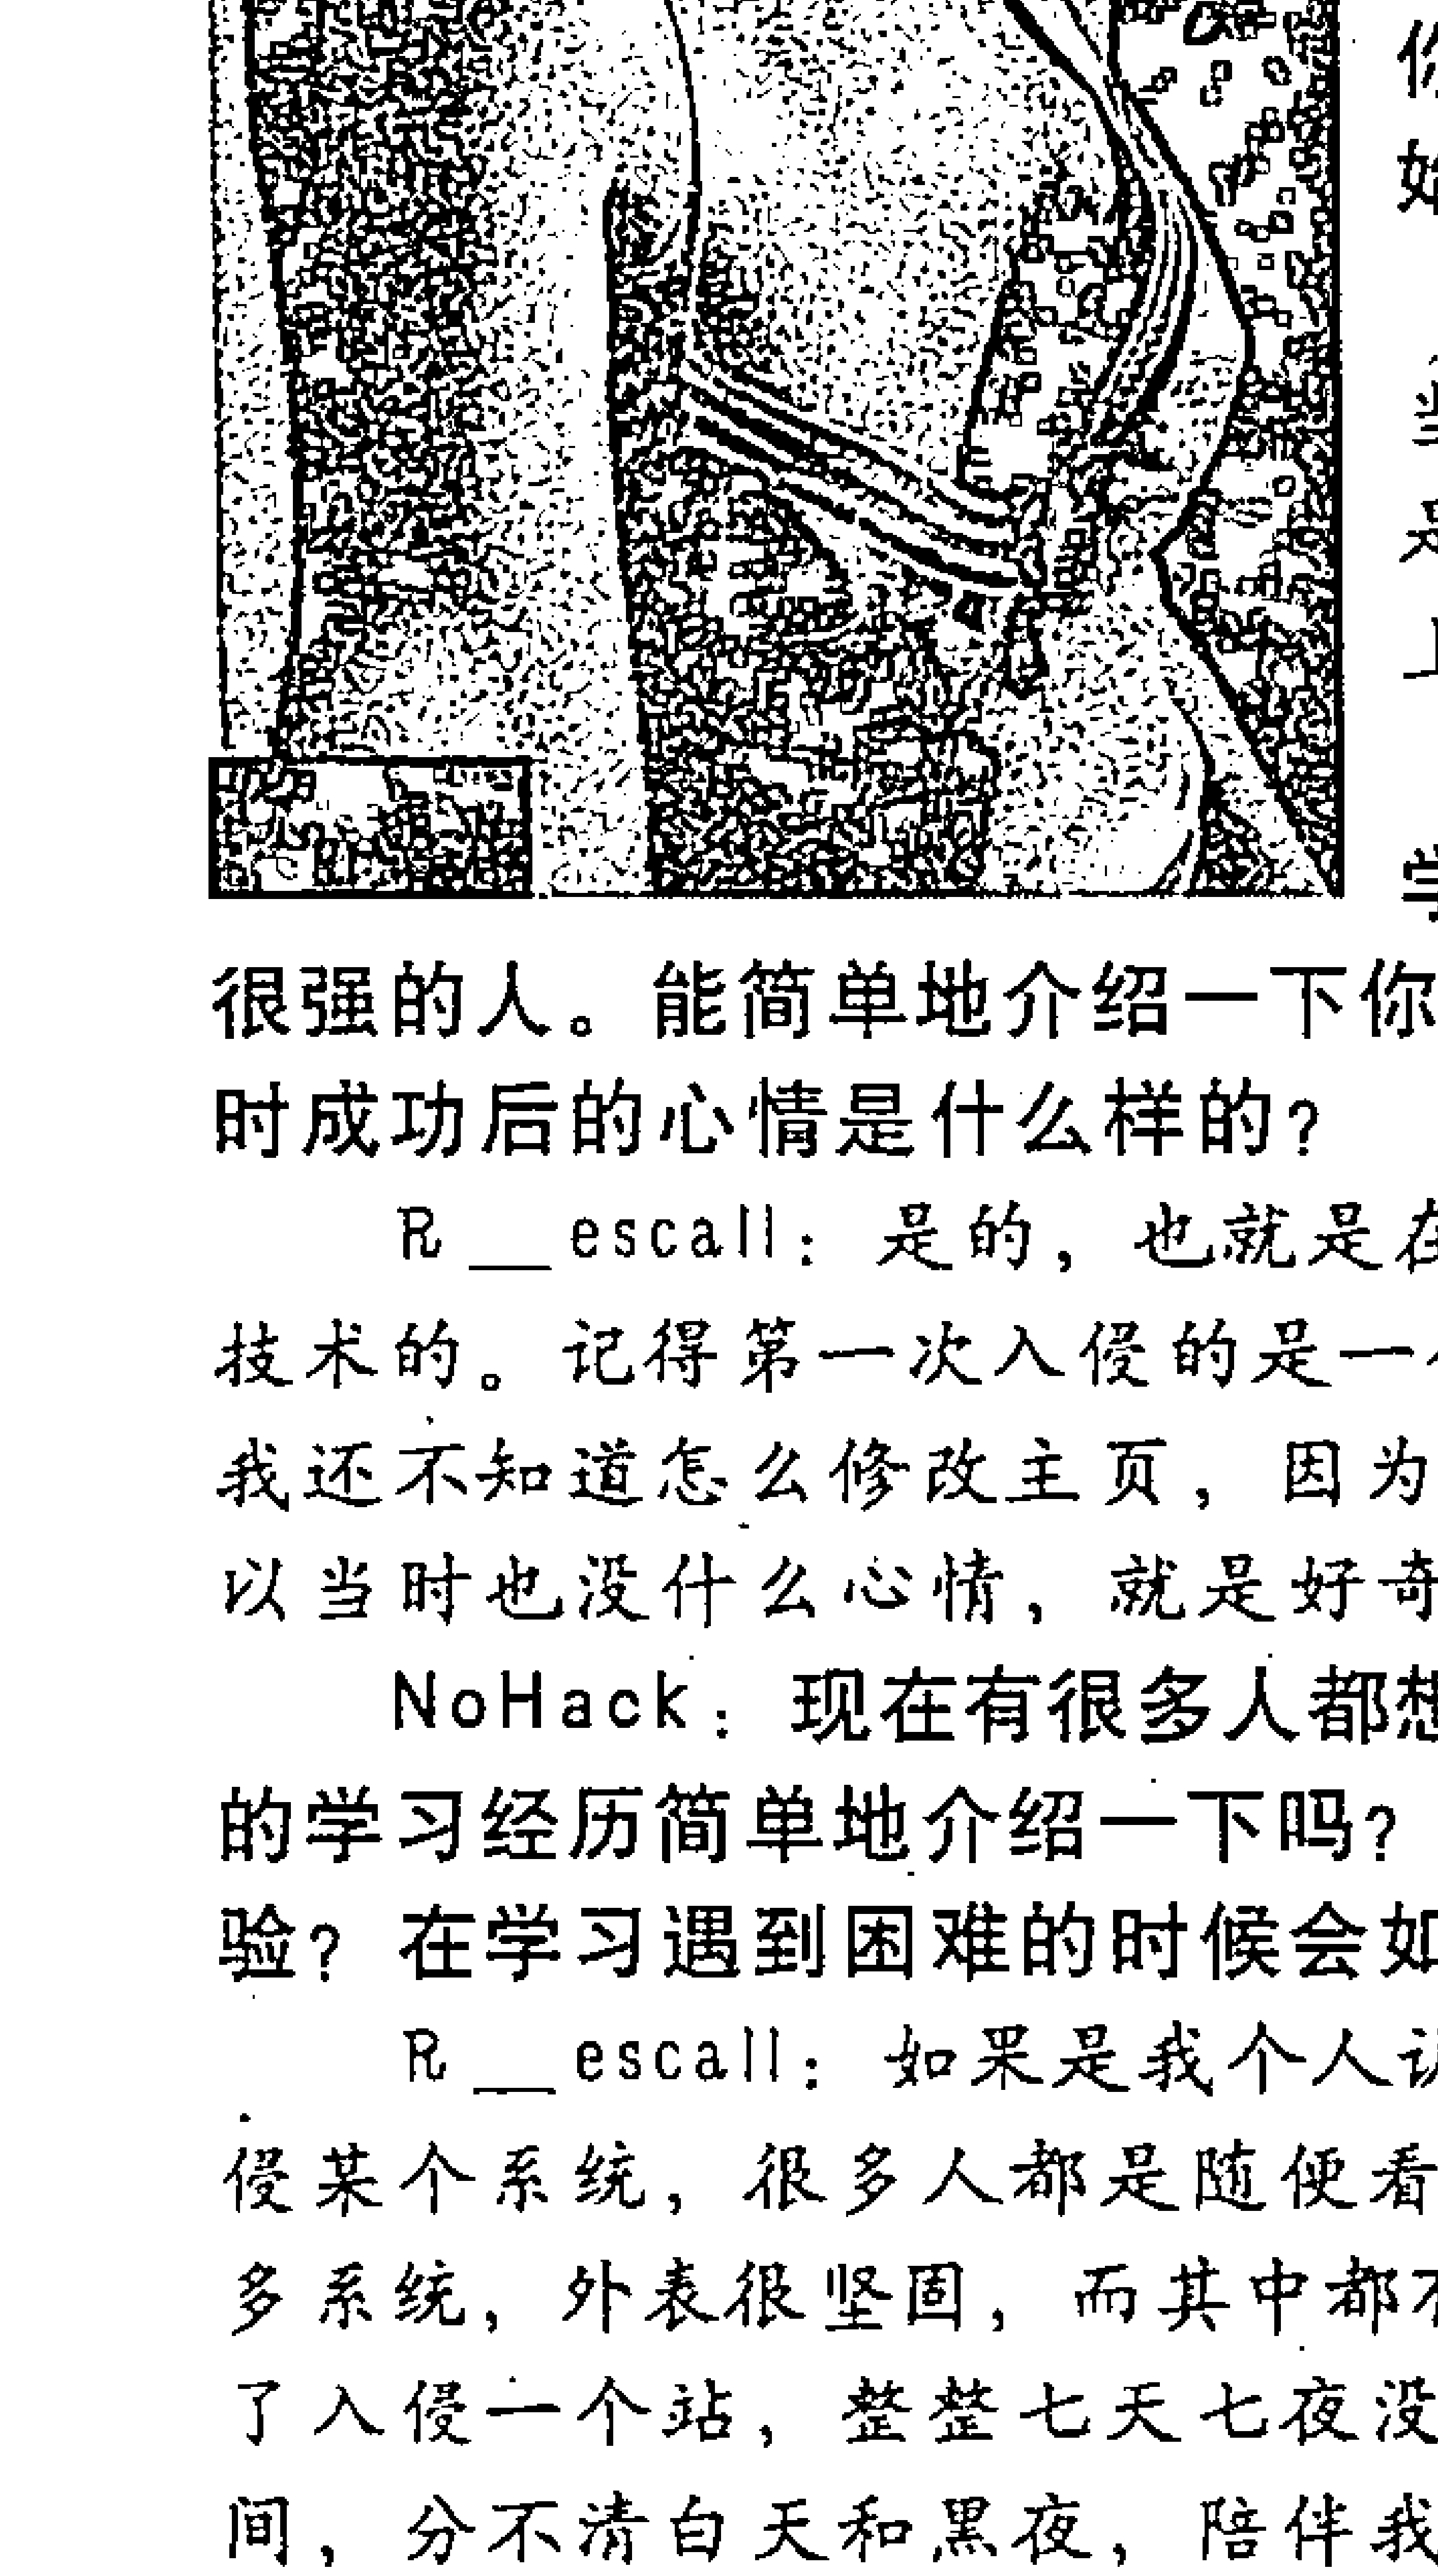 你
始
是
上
学
很强的人。能简单地介绍一下你
时成功后的心情是什么样的?
R__escall: 是的，也就是在
技术的。记得第一次入侵的是一个
我还不知道怎么修改主页，因为
以当时也没什么心情，就是好奇
NoHack: 现在有很多人都想
的学习经历简单地介绍一下吗?
验? 在学习遇到困难的时候会如
R__escall: 如果是我个人认
侵某个系统，很多人都是随便看
多系统，外表很坚固，而其中都
了入侵一个站，整整七天七夜没
间，分不清白天和黑夜，陪伴我